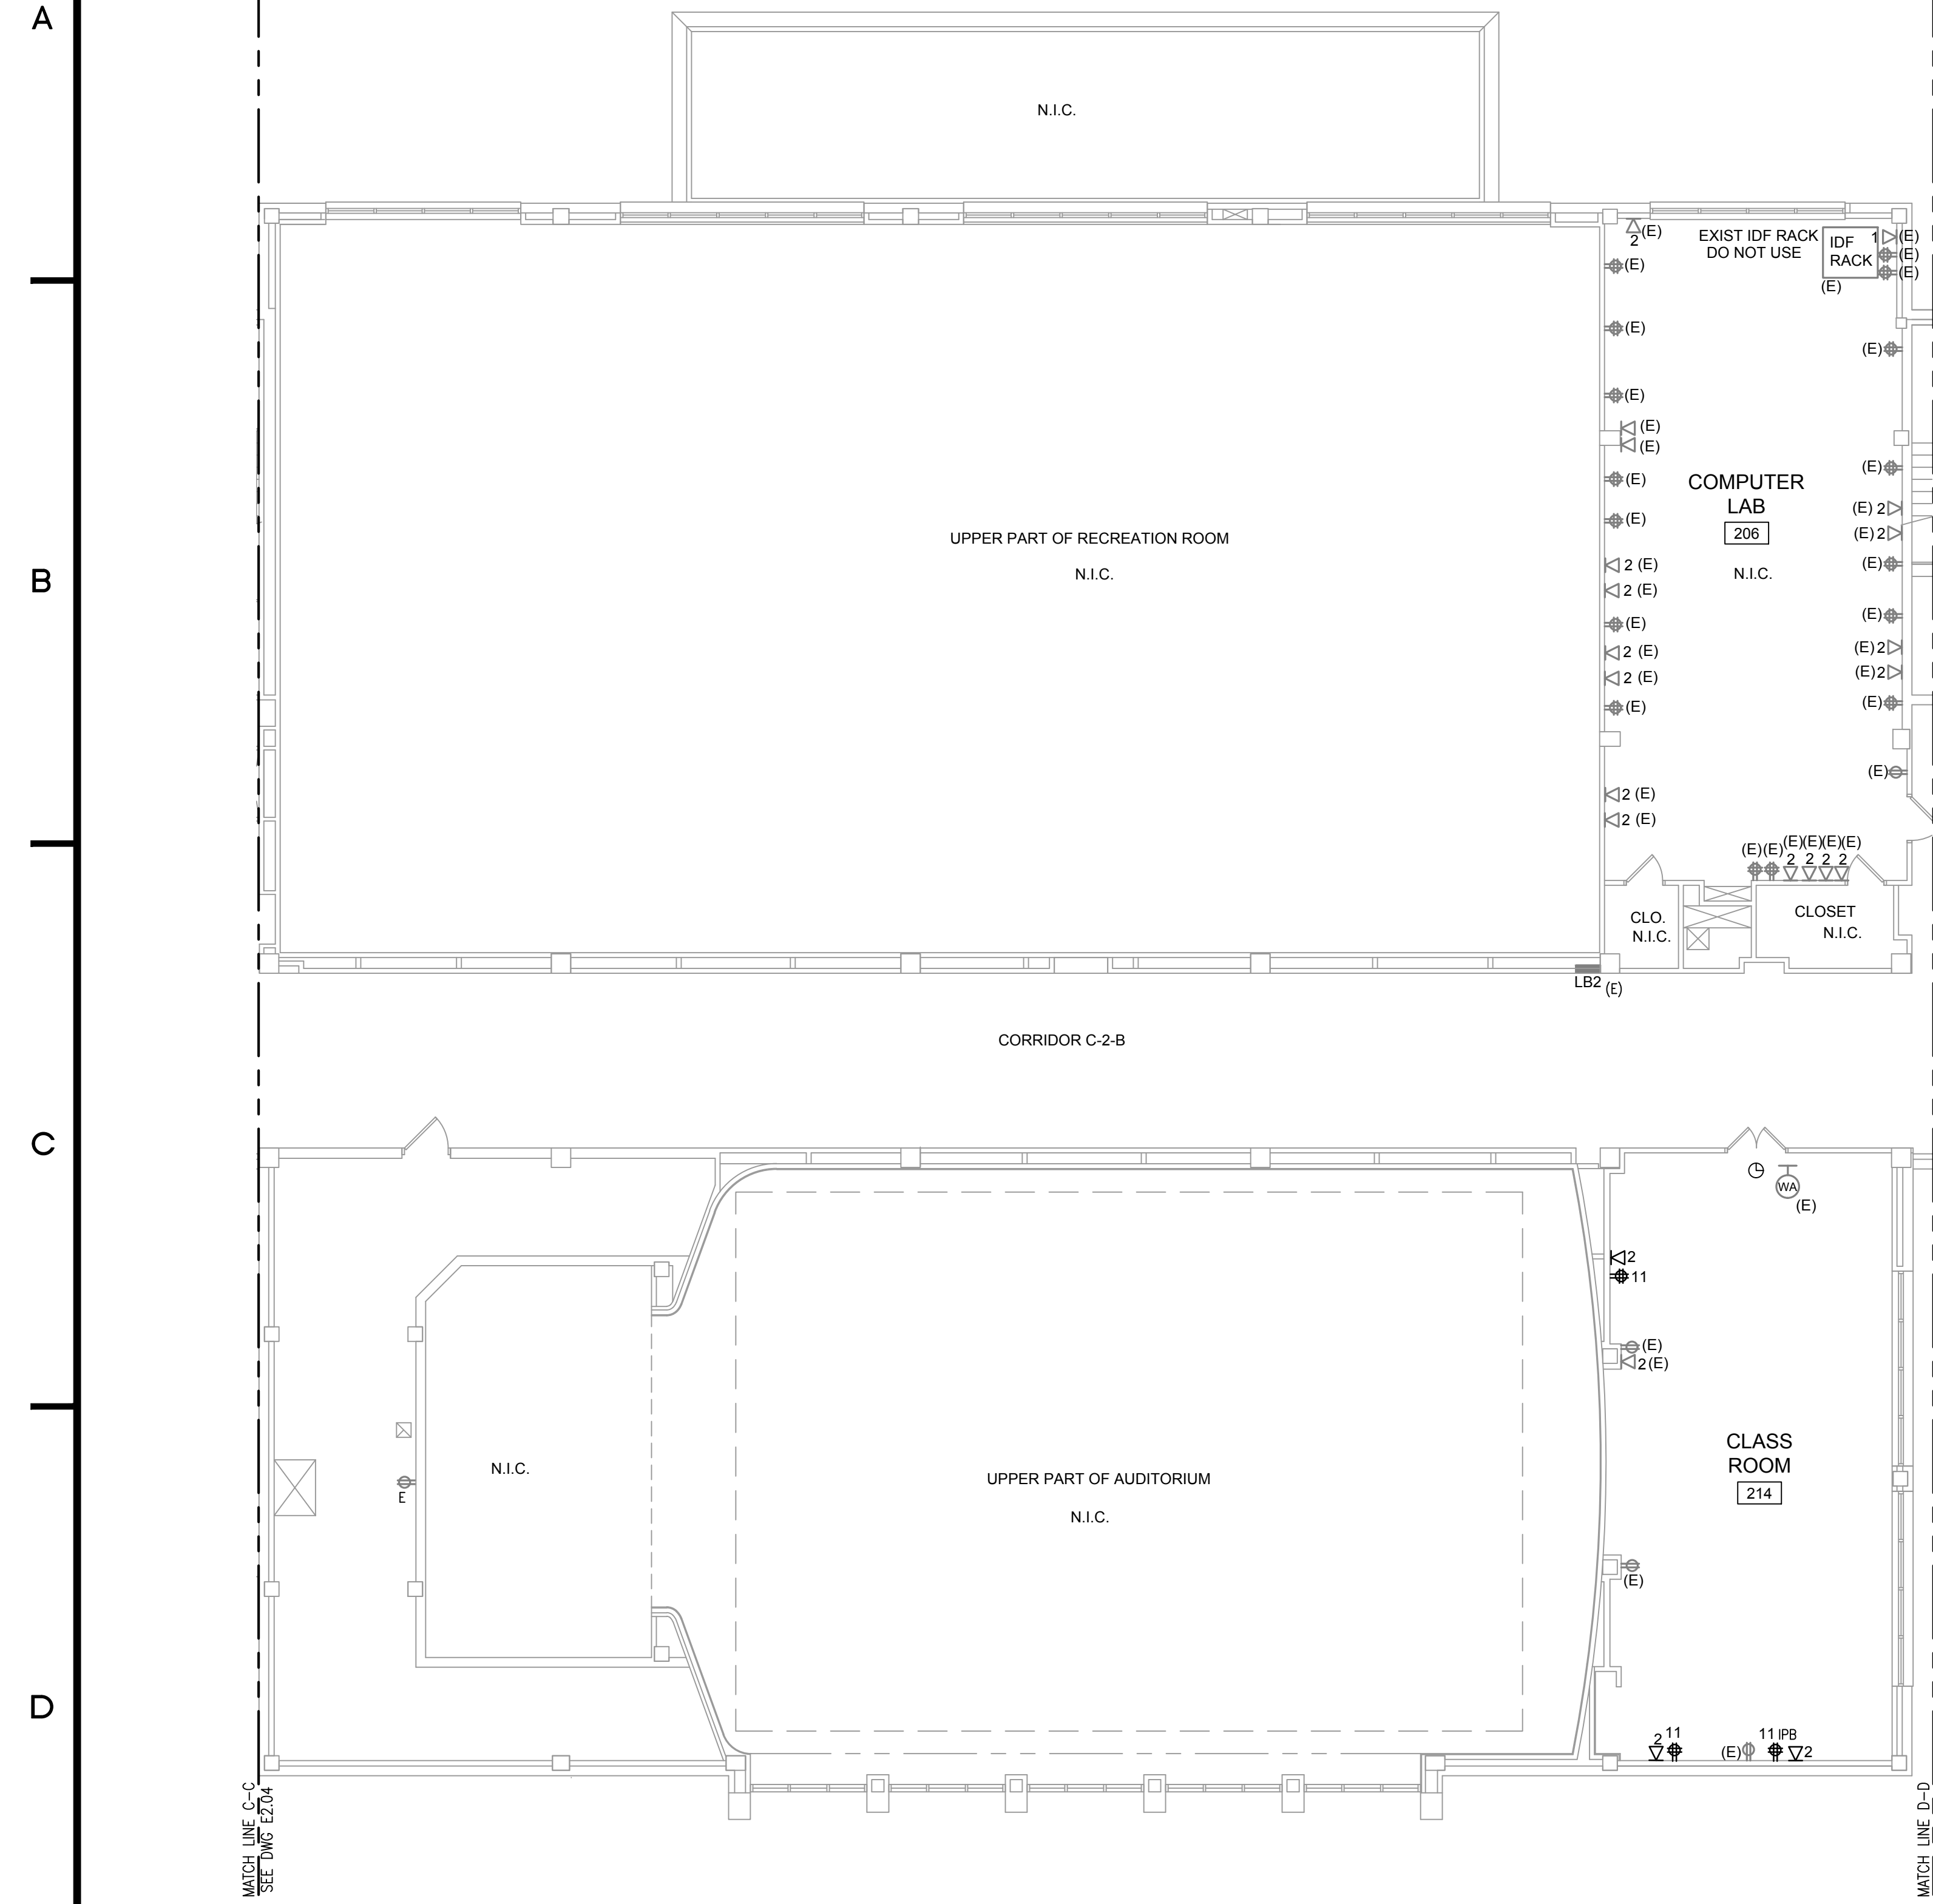 A
N.I.C.
2
(E)
EXIST IDF RACK
DO NOT USE
IDF
RACK
1
(E)
(E)
(E)
(E)
(E)
(E)
(E)
(E)
(E)
(E)
(E)
COMPUTER
LAB
206
N.I.C.
(E)
(E)
(E) 2
(E) 2
(E)
UPPER PART OF RECREATION ROOM
N.I.C.
B
2 (E)
2 (E)
(E)
(E)
2 (E)
2 (E)
(E) 2
(E) 2
(E)
(E)
(E)
2 (E)
2 (E)
(E)(E)
(E)(E)(E)(E)
2 2 2 2
CLO.
N.I.C.
CLOSET
N.I.C.
LB2
(E)
CORRIDOR C-2-B
C
WA
(E)
2
11
(E)
2(E)
CLASS
ROOM
214
N.I.C.
E
UPPER PART OF AUDITORIUM
N.I.C.
(E)
D
2
11
(E)
11 IPB
2
MATCH LINE C-C
SEE DWG E2.04
MATCH LINE D-D